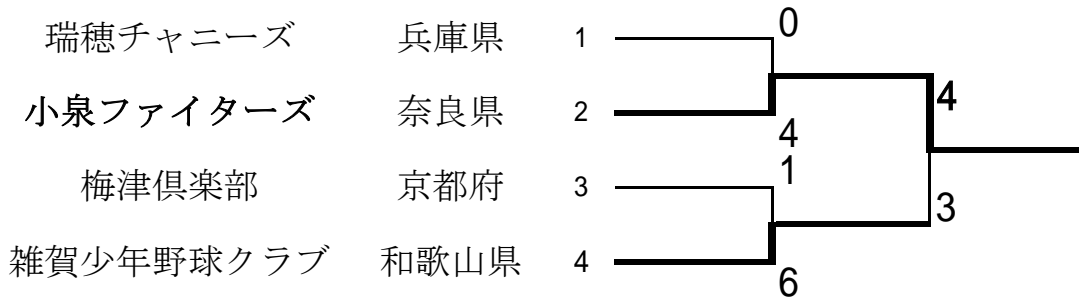 瑞穂チャニーズ 兵庫県 1 0
小泉ファイターズ 奈良県 2 4 4
梅津倶楽部 京都府 3 1 3
雑賀少年野球クラブ 和歌山県 4 6